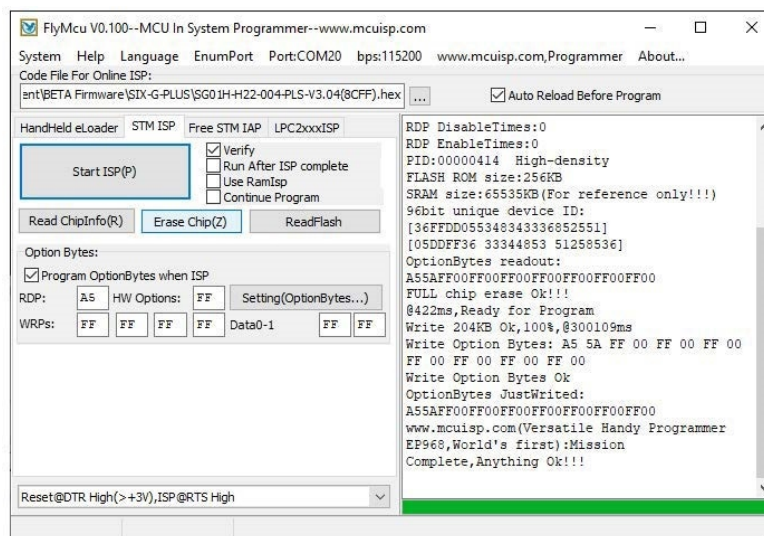 FlyMcu V0.100--MCU In System Programmer--www.mcuisp.com
System Help Language EnumPort Port:COM20 bps:115200 www.mcuisp.com,Programmer About...
Code File For Online ISP:
ent\BETA Firmware\SIX-G-PLUS\SG01H-H22-004-PLS-V3.04(8CFF).hex ... Auto Reload Before Program
HandHeld eLoader STM ISP Free STM IAP LPC2xxxISP
Start ISP(P)
Verify
Run After ISP complete
Use RamIsp
Continue Program
Read ChipInfo(R) Erase Chip(Z) ReadFlash
Option Bytes:
Program OptionBytes when ISP
RDP: A5 HW Options: FF Setting(OptionBytes...)
WRPs: FF FF FF FF Data0-1 FF FF
Reset@DTR High(>+3V),ISP@RTS High
RDP DisableTimes:0
RDP EnableTimes:0
PID:00000414 High-density
FLASH ROM size:256KB
SRAM size:65535KB(For reference only!!!)
96bit unique device ID:
[36FFDD055348343336852551]
[05DDFF36 33344853 51258536]
OptionBytes readout:
A55AFF00FF00FF00FF00FF00FF00FF00
FULL chip erase Ok!!!
@422ms,Ready for Program
Write 204KB Ok,100%,@300109ms
Write Option Bytes: A5 5A FF 00 FF 00 FF 00
FF 00 FF 00 FF 00 FF 00
Write Option Bytes Ok
OptionBytes JustWrited:
A55AFF00FF00FF00FF00FF00FF00FF00
www.mcuisp.com(Versatile Handy Programmer
EP968,World's first):Mission
Complete,Anything Ok!!!